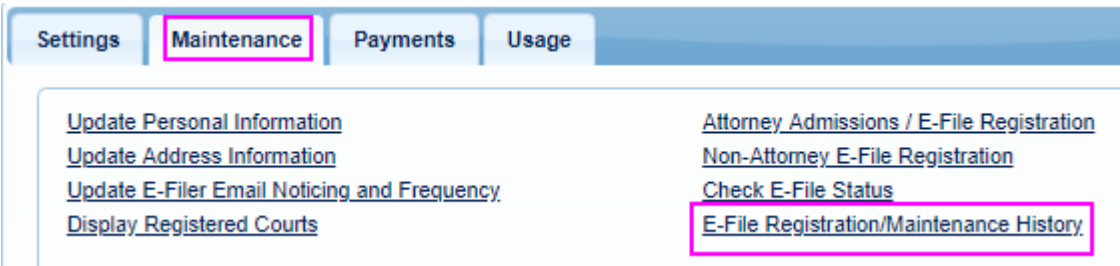 Settings Maintenance Payments Usage
Update Personal Information
Update Address Information
Update E-Filer Email Noticing and Frequency
Display Registered Courts
Attorney Admissions / E-File Registration
Non-Attorney E-File Registration
Check E-File Status
E-File Registration/Maintenance History